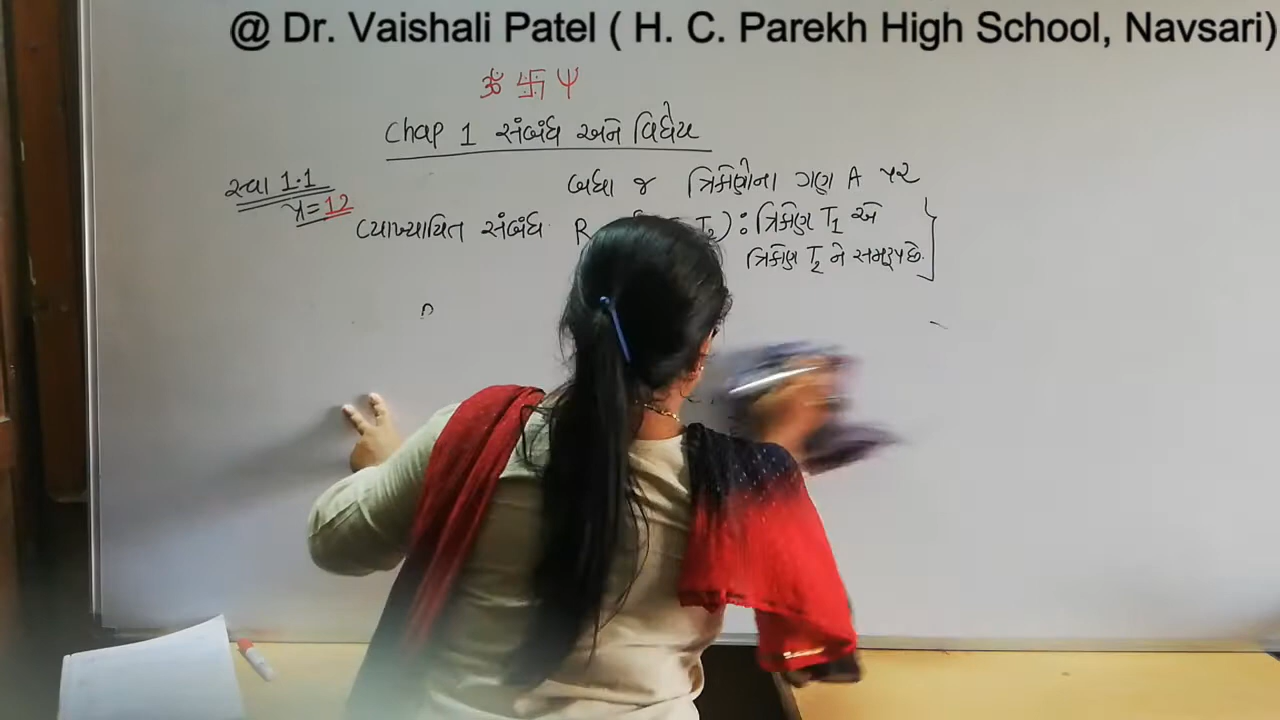 @ Dr. Vaishali Patel ( H. C. Parekh High School, Navsari)
ૐ 卐 Ψ
Chap 1 સંબંધ અને વિધેય
સ્વા 1.1
બધા જ ત્રિકોણોના ગણ A પર
12
વ્યાખ્યાયિત સંબંધ R : ત્રિકોણ T₁ એ
ત્રિકોણ T₂ ને સમરૂપ છે.